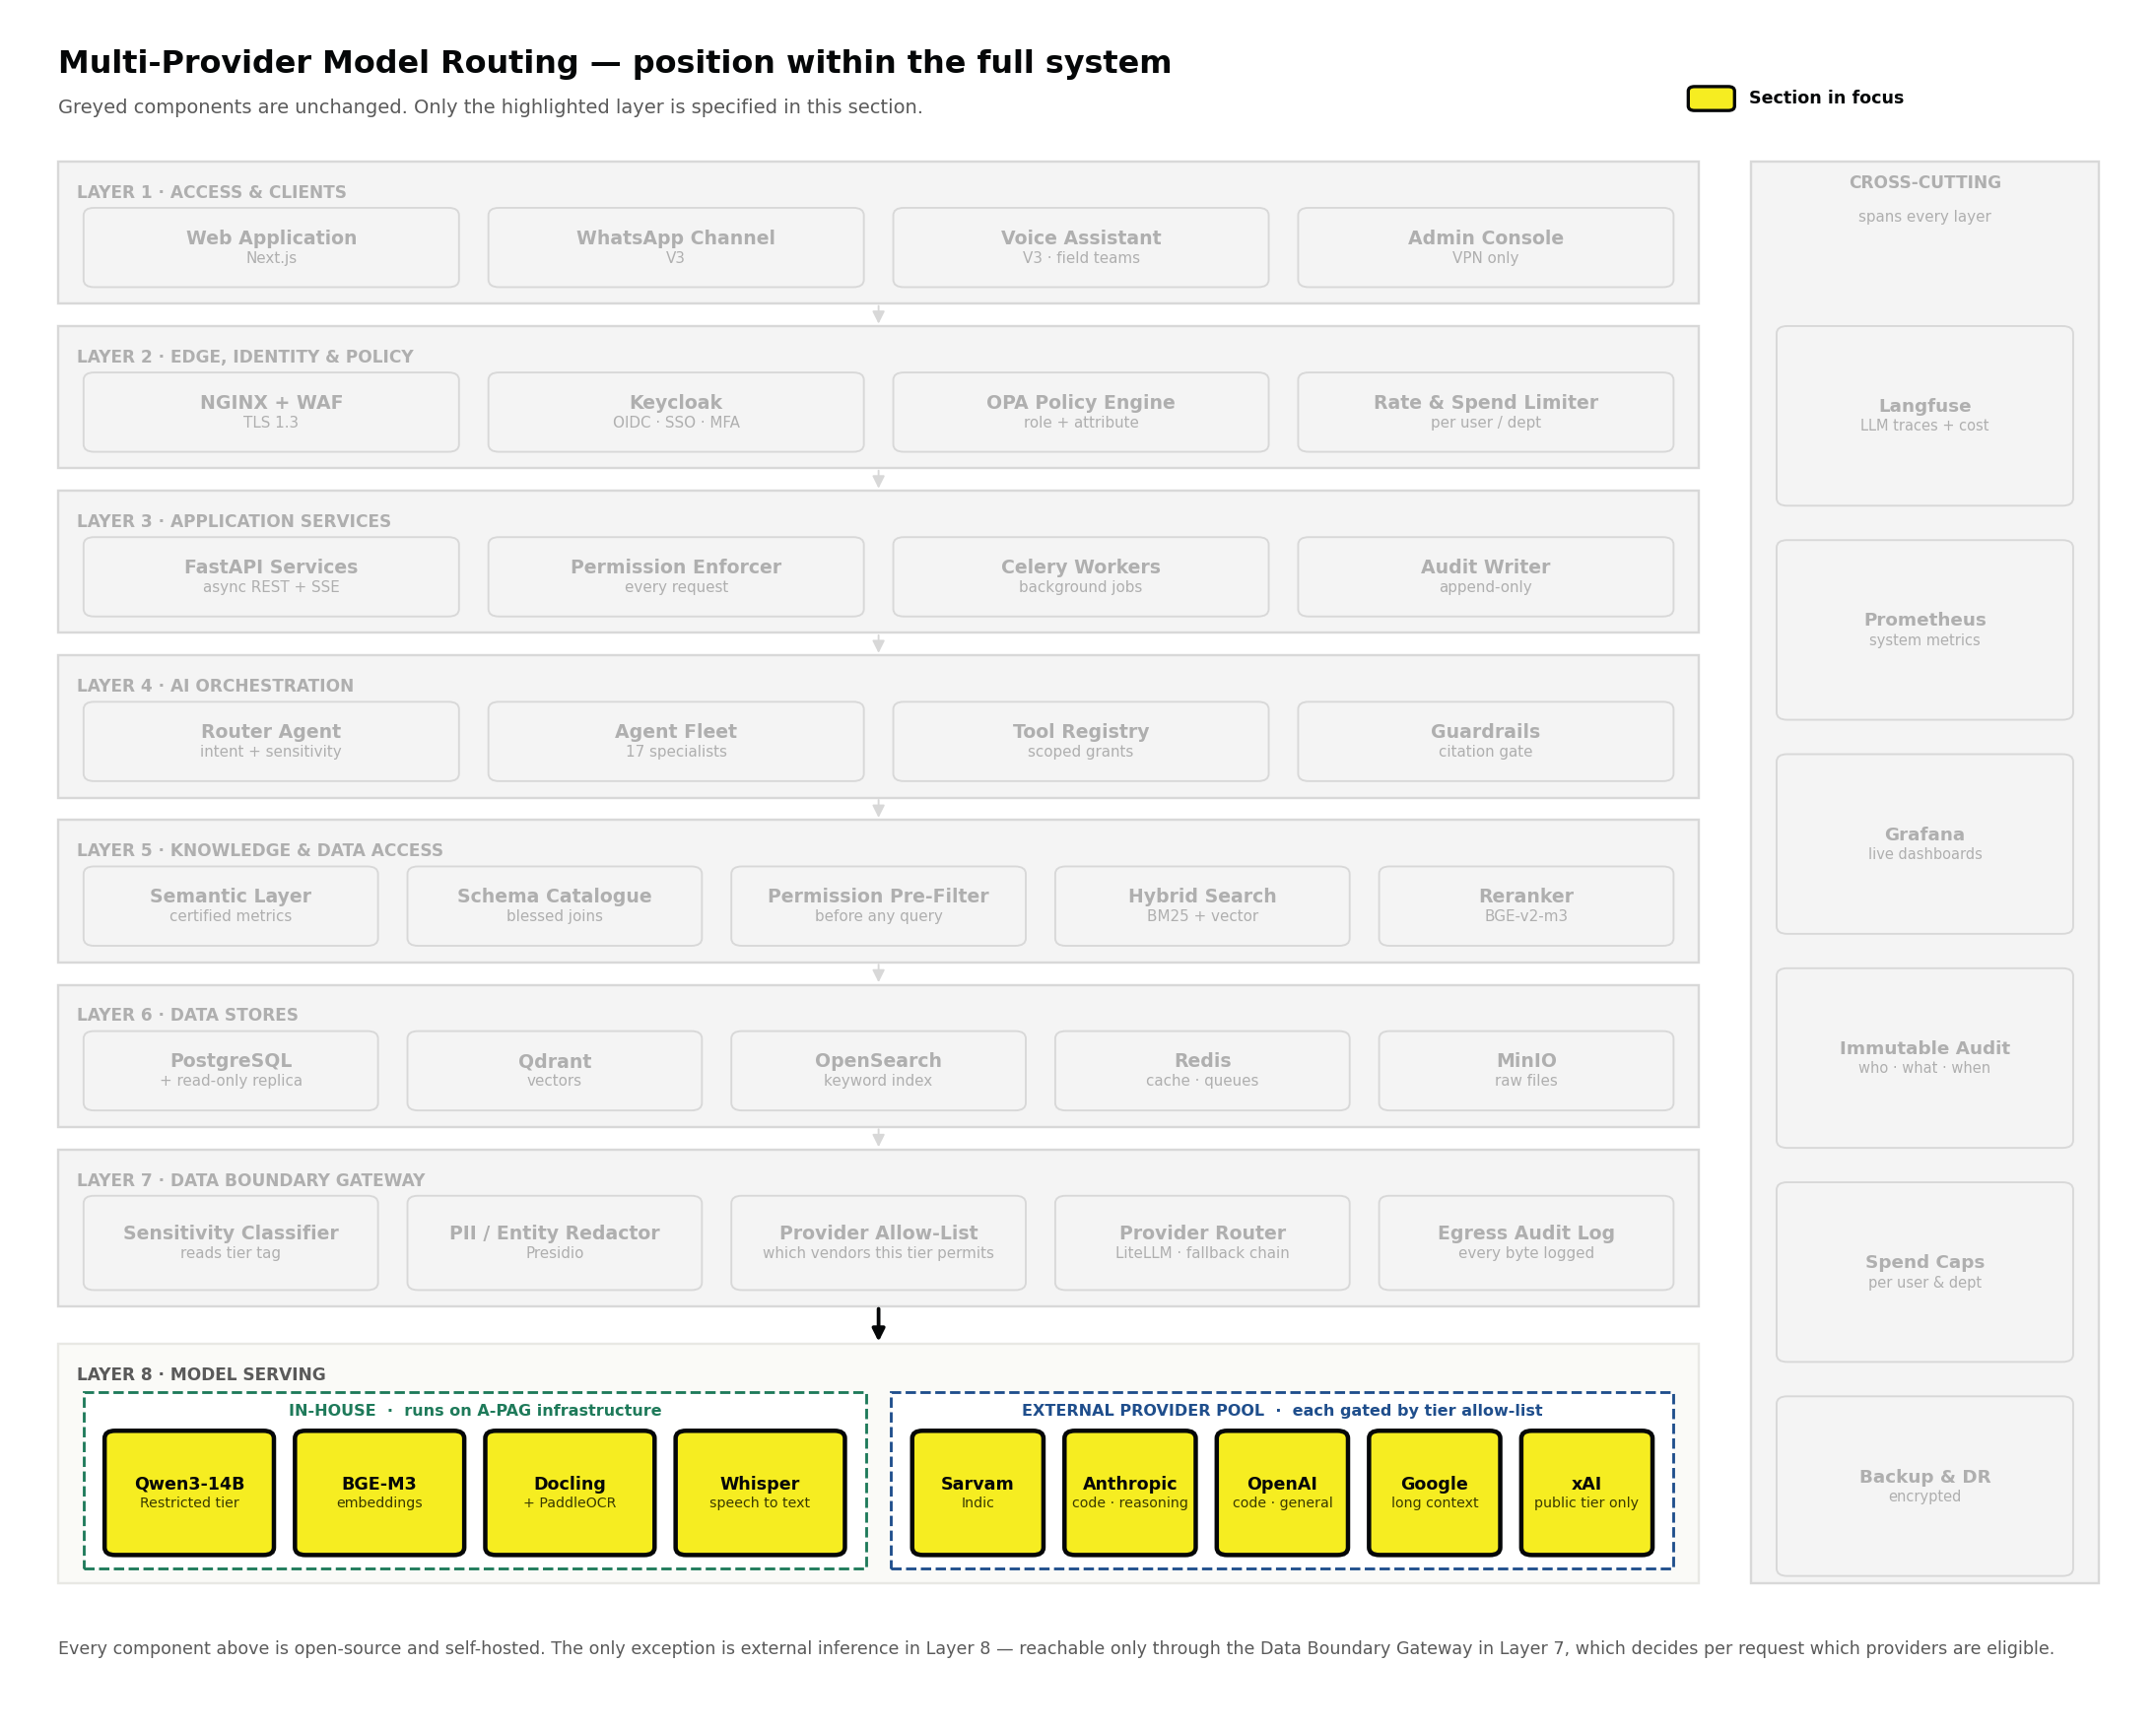 Multi-Provider Model Routing — position within the full system
Greyed components are unchanged. Only the highlighted layer is specified in this section.
Section in focus
LAYER 1 · ACCESS & CLIENTS
Web Application
Next.js
WhatsApp Channel
V3
Voice Assistant
V3 · field teams
Admin Console
VPN only
LAYER 2 · EDGE, IDENTITY & POLICY
NGINX + WAF
TLS 1.3
Keycloak
OIDC · SSO · MFA
OPA Policy Engine
role + attribute
Rate & Spend Limiter
per user / dept
LAYER 3 · APPLICATION SERVICES
FastAPI Services
async REST + SSE
Permission Enforcer
every request
Celery Workers
background jobs
Audit Writer
append-only
LAYER 4 · AI ORCHESTRATION
Router Agent
intent + sensitivity
Agent Fleet
17 specialists
Tool Registry
scoped grants
Guardrails
citation gate
LAYER 5 · KNOWLEDGE & DATA ACCESS
Semantic Layer
certified metrics
Schema Catalogue
blessed joins
Permission Pre-Filter
before any query
Hybrid Search
BM25 + vector
Reranker
BGE-v2-m3
LAYER 6 · DATA STORES
PostgreSQL
+ read-only replica
Qdrant
vectors
OpenSearch
keyword index
Redis
cache · queues
MinIO
raw files
LAYER 7 · DATA BOUNDARY GATEWAY
Sensitivity Classifier
reads tier tag
PII / Entity Redactor
Presidio
Provider Allow-List
which vendors this tier permits
Provider Router
LiteLLM · fallback chain
Egress Audit Log
every byte logged
LAYER 8 · MODEL SERVING
IN-HOUSE · runs on A-PAG infrastructure
Qwen3-14B
Restricted tier
BGE-M3
embeddings
Docling
+ PaddleOCR
Whisper
speech to text
EXTERNAL PROVIDER POOL · each gated by tier allow-list
Sarvam
Indic
Anthropic
code · reasoning
OpenAI
code · general
Google
long context
xAI
public tier only
CROSS-CUTTING
spans every layer
Langfuse
LLM traces + cost
Prometheus
system metrics
Grafana
live dashboards
Immutable Audit
who · what · when
Spend Caps
per user & dept
Backup & DR
encrypted
Every component above is open-source and self-hosted. The only exception is external inference in Layer 8 — reachable only through the Data Boundary Gateway in Layer 7, which decides per request which providers are eligible.